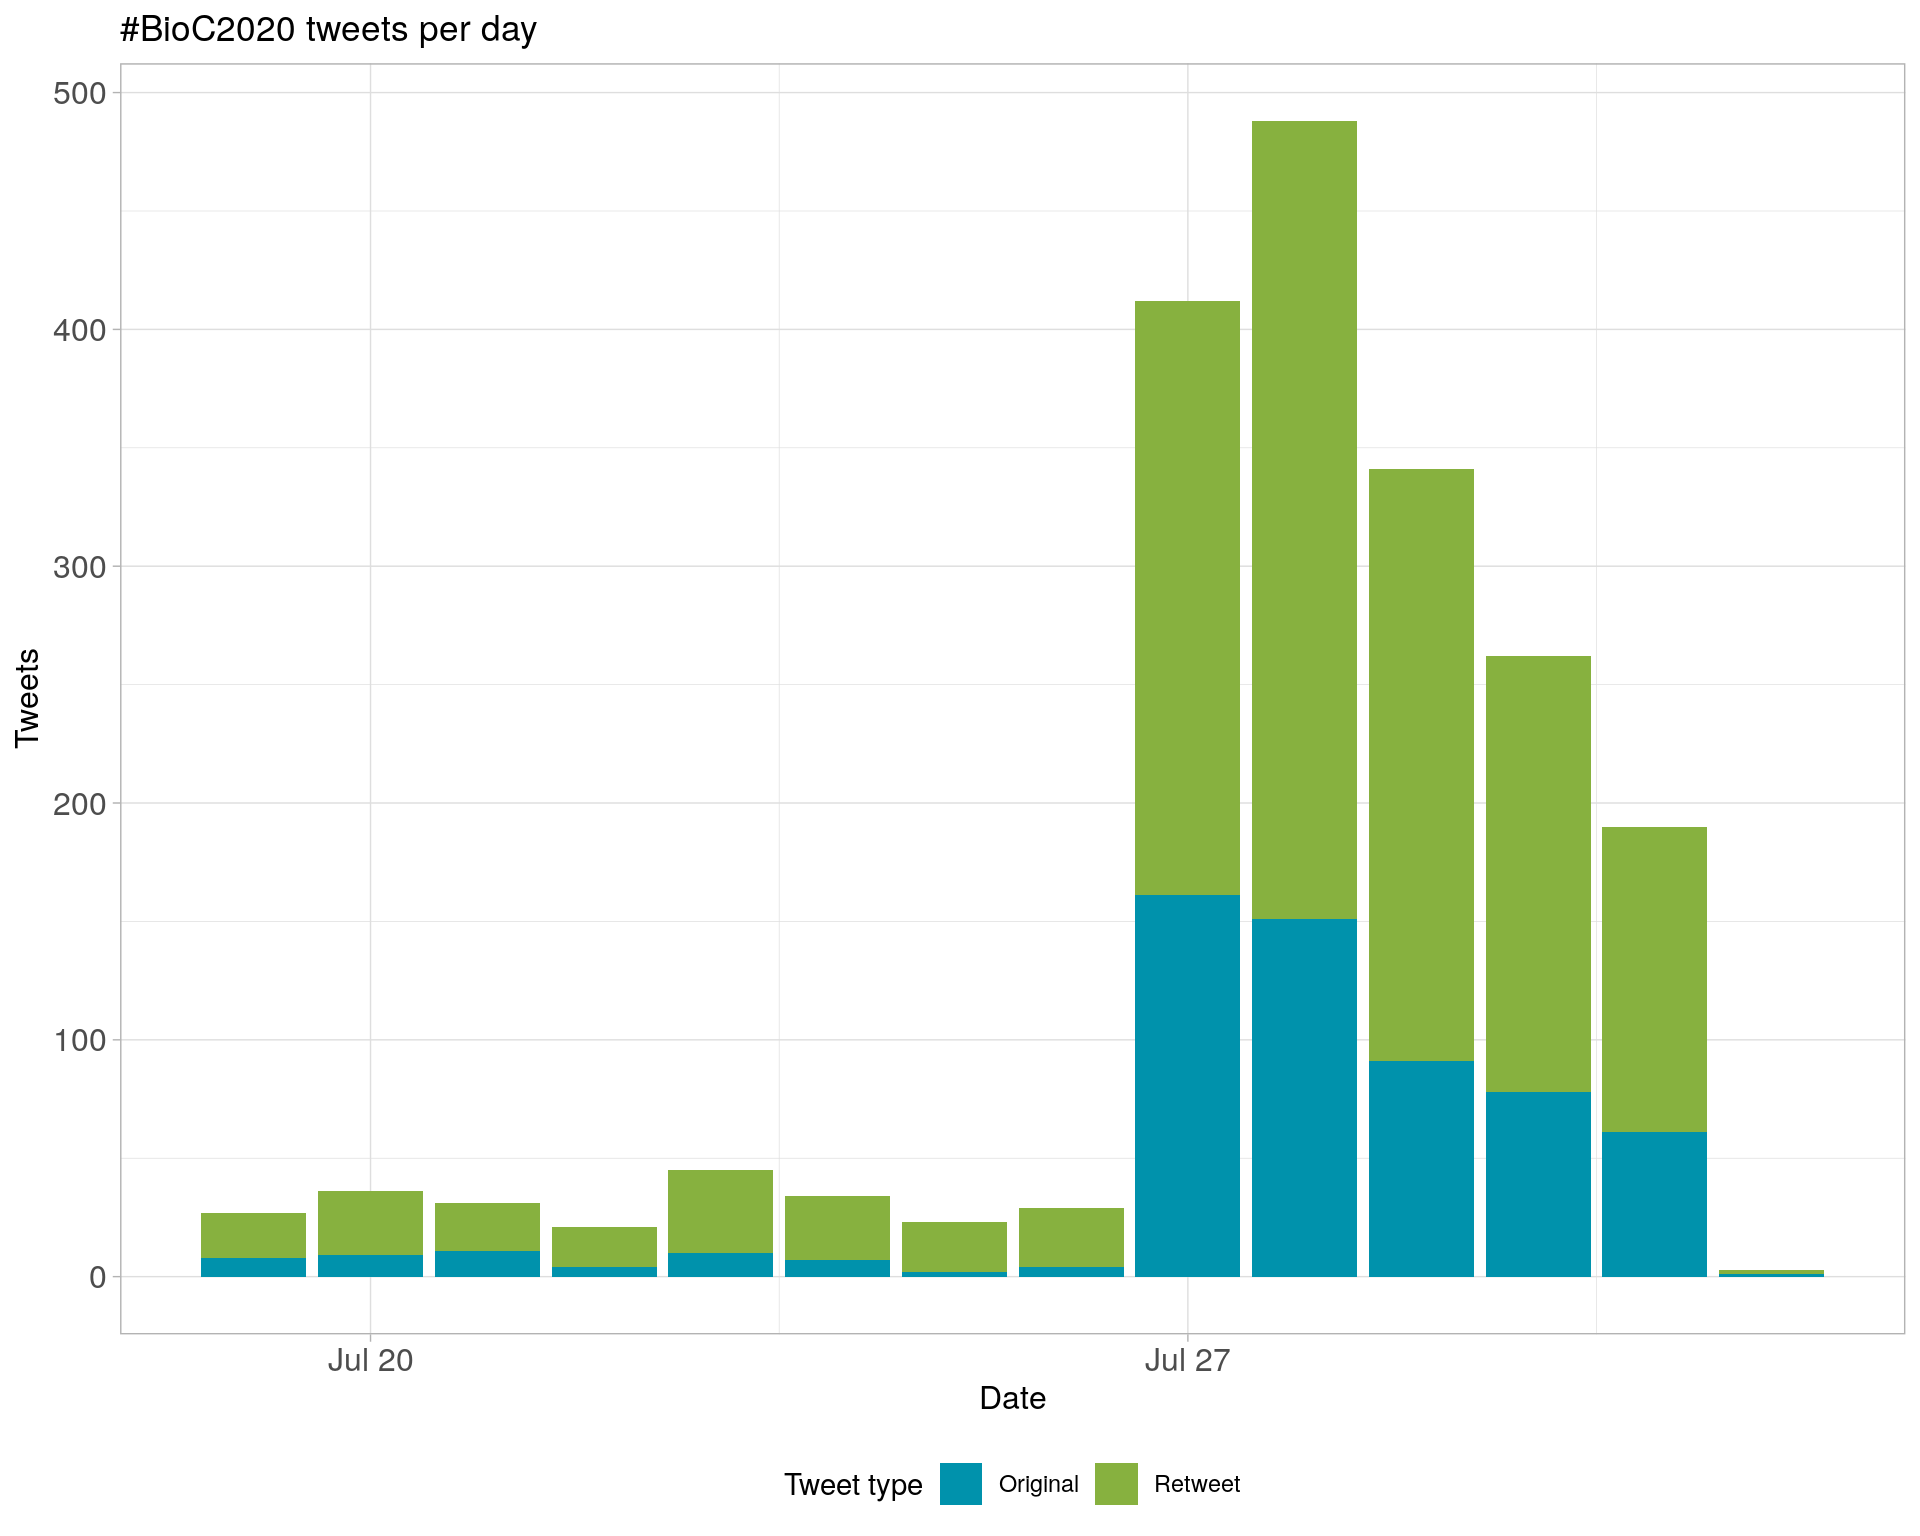 #BioC2020 tweets per day
500
400
300
200
100
0
Tweets
Jul 20 Jul 27
Date
Tweet type Original Retweet